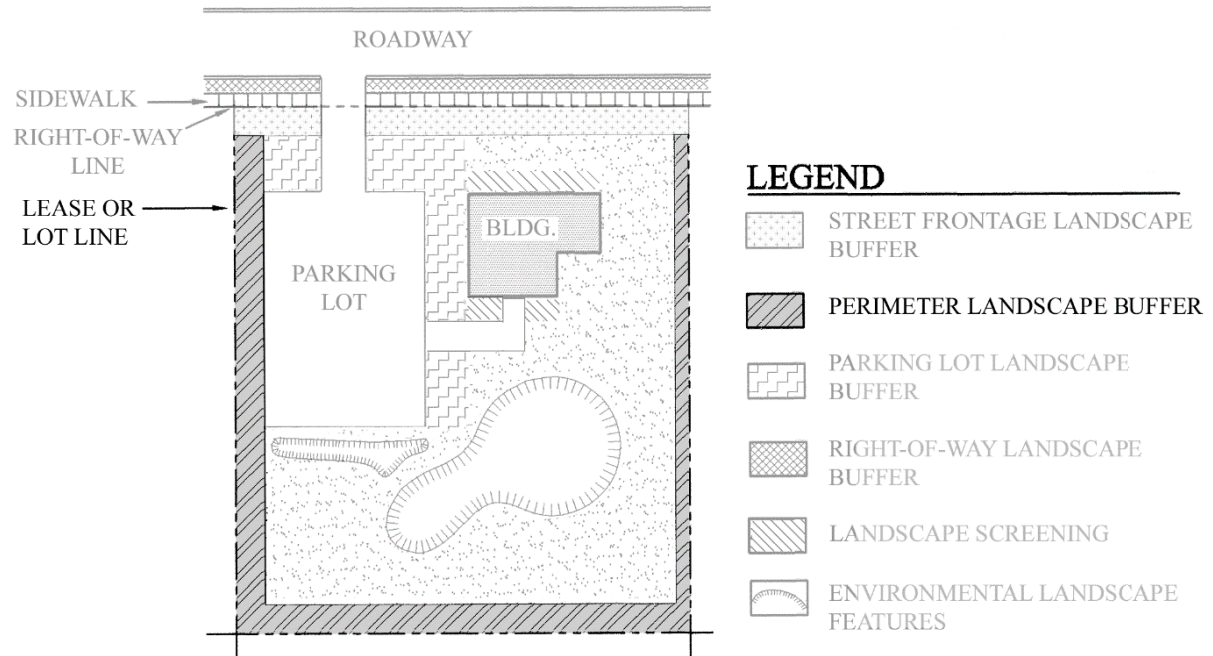 ROADWAY
SIDEWALK
RIGHT-OF-WAY
LINE
LEASE OR
LOT LINE
BLDG.
PARKING
LOT
LEGEND
STREET FRONTAGE LANDSCAPE
BUFFER
PERIMETER LANDSCAPE BUFFER
PARKING LOT LANDSCAPE
BUFFER
RIGHT-OF-WAY LANDSCAPE
BUFFER
LANDSCAPE SCREENING
ENVIRONMENTAL LANDSCAPE
FEATURES